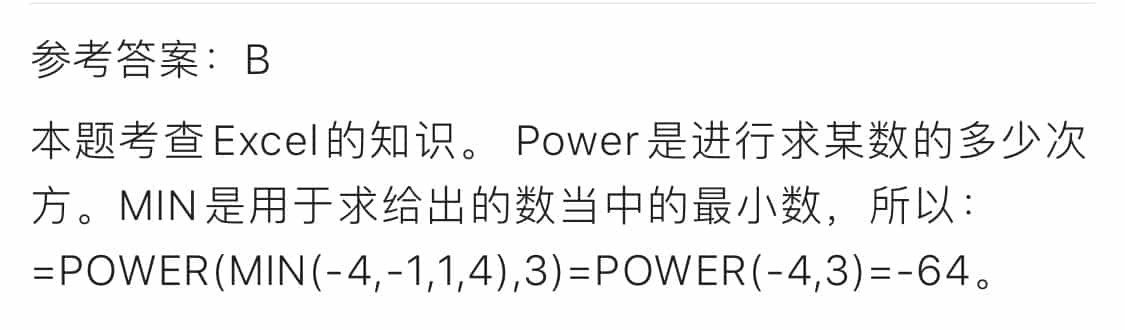 参考答案：B
本题考查Excel的知识。 Power是进行求某数的多少次
方。MIN是用于求给出的数当中的最小数，所以：
=POWER(MIN(-4,-1,1,4),3)=POWER(-4,3)=-64。